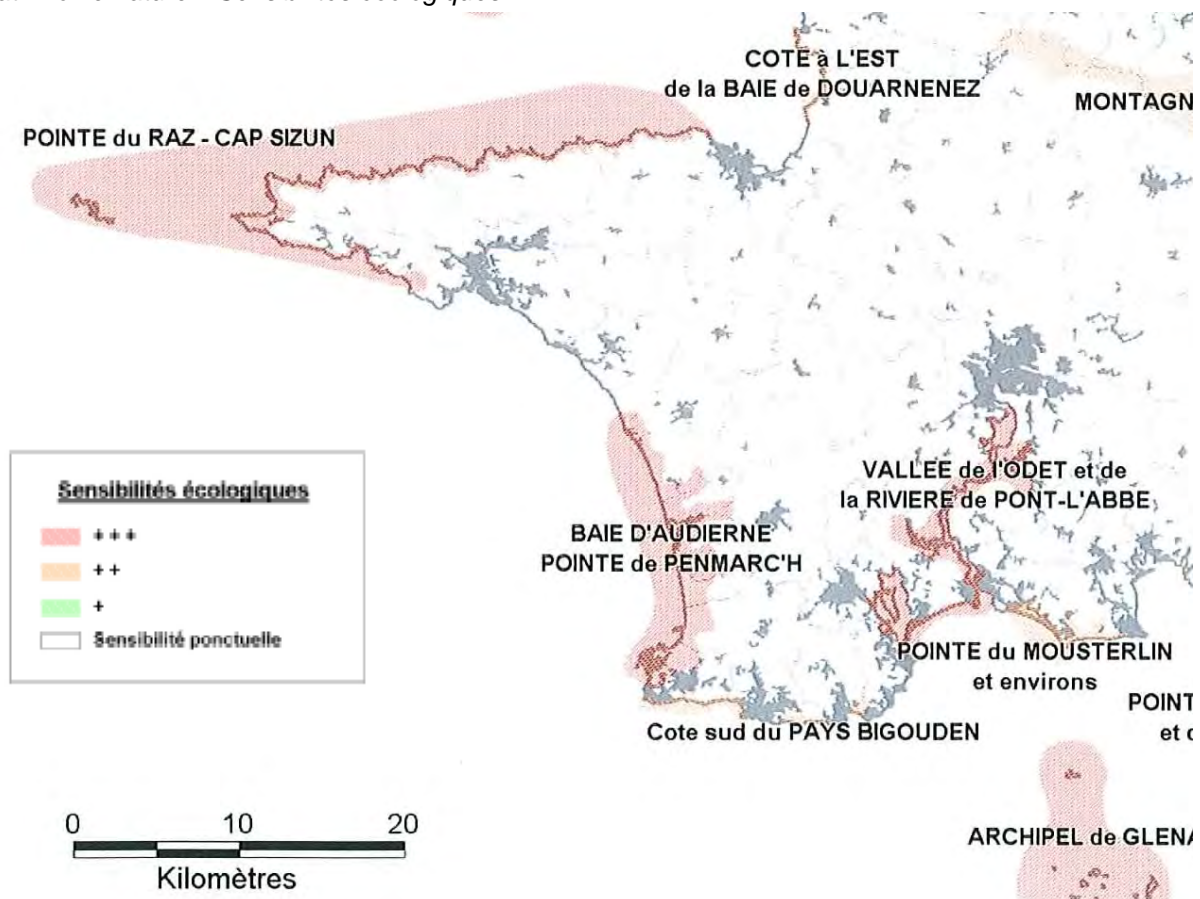 COTE à L'EST
de la BAIE de DOUARNENEZ
MONTAGN
POINTE du RAZ - CAP SIZUN
Sensibilités écologiques
+++
++
+
Sensibilité ponctuelle
VALLEE de l'ODET et de
la RIVIERE de PONT-L'ABBE
BAIE D'AUDIERNE
POINTE de PENMARC'H
POINTE du MOUSTERLIN
et environs
POINT
et
Cote sud du PAYS BIGOUDEN
0 10 20
Kilomètres
ARCHIPEL de GLENA